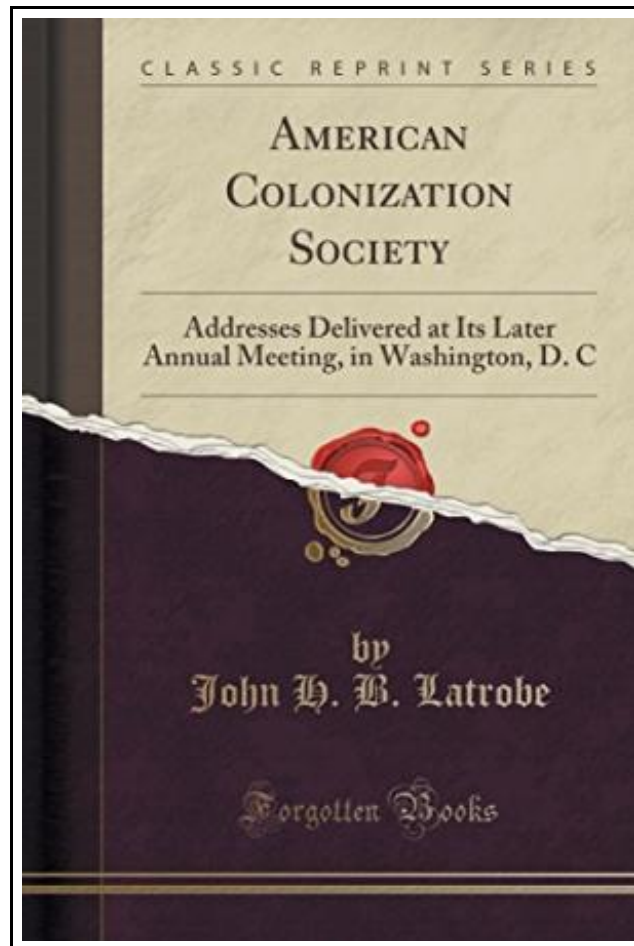 CLASSIC REPRINT SERIES
AMERICAN
COLONIZATION
SOCIETY
Addresses Delivered at Its Later
Annual Meeting, in Washington, D. C
by
John H. B. Latrobe
Forgotten Books